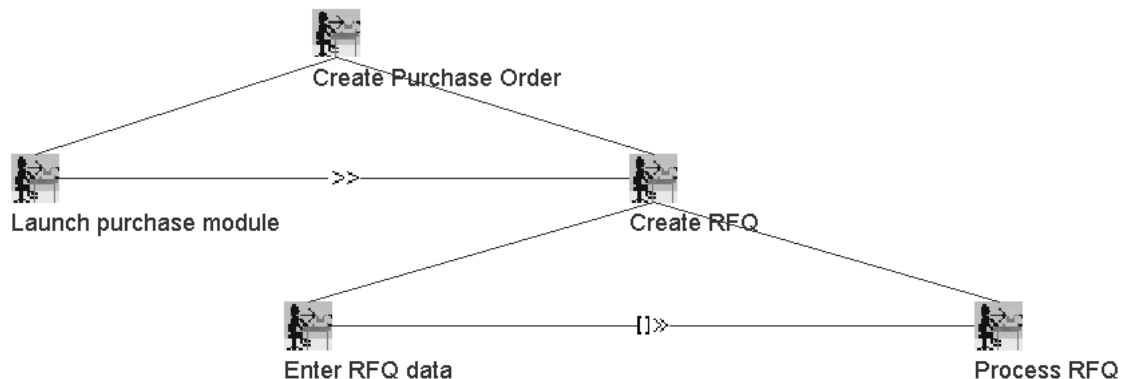 Create Purchase Order
>>
Launch purchase module
Create RFQ
[]>>
Enter RFQ data
Process RFQ